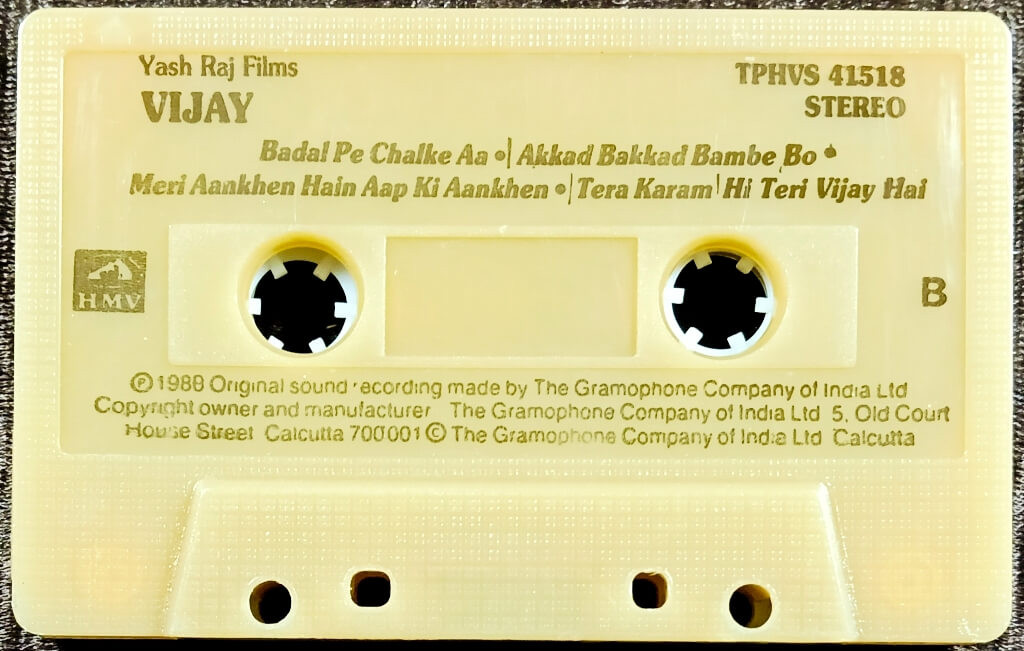 Yash Raj Films
VIJAY
TPHVS 41518
STEREO
Badal Pe Chalke Aa • | Akkad Bakkad Bambe Bo •
Meri Aankhen Hain Aap Ki Aankhen • | Tera Karam Hi Teri Vijay Hai
HMV
B
℗ 1988 Original sound recording made by The Gramophone Company of India Ltd
Copyright owner and manufacturer The Gramophone Company of India Ltd 5, Old Court
House Street Calcutta 700001 © The Gramophone Company of India Ltd Calcutta